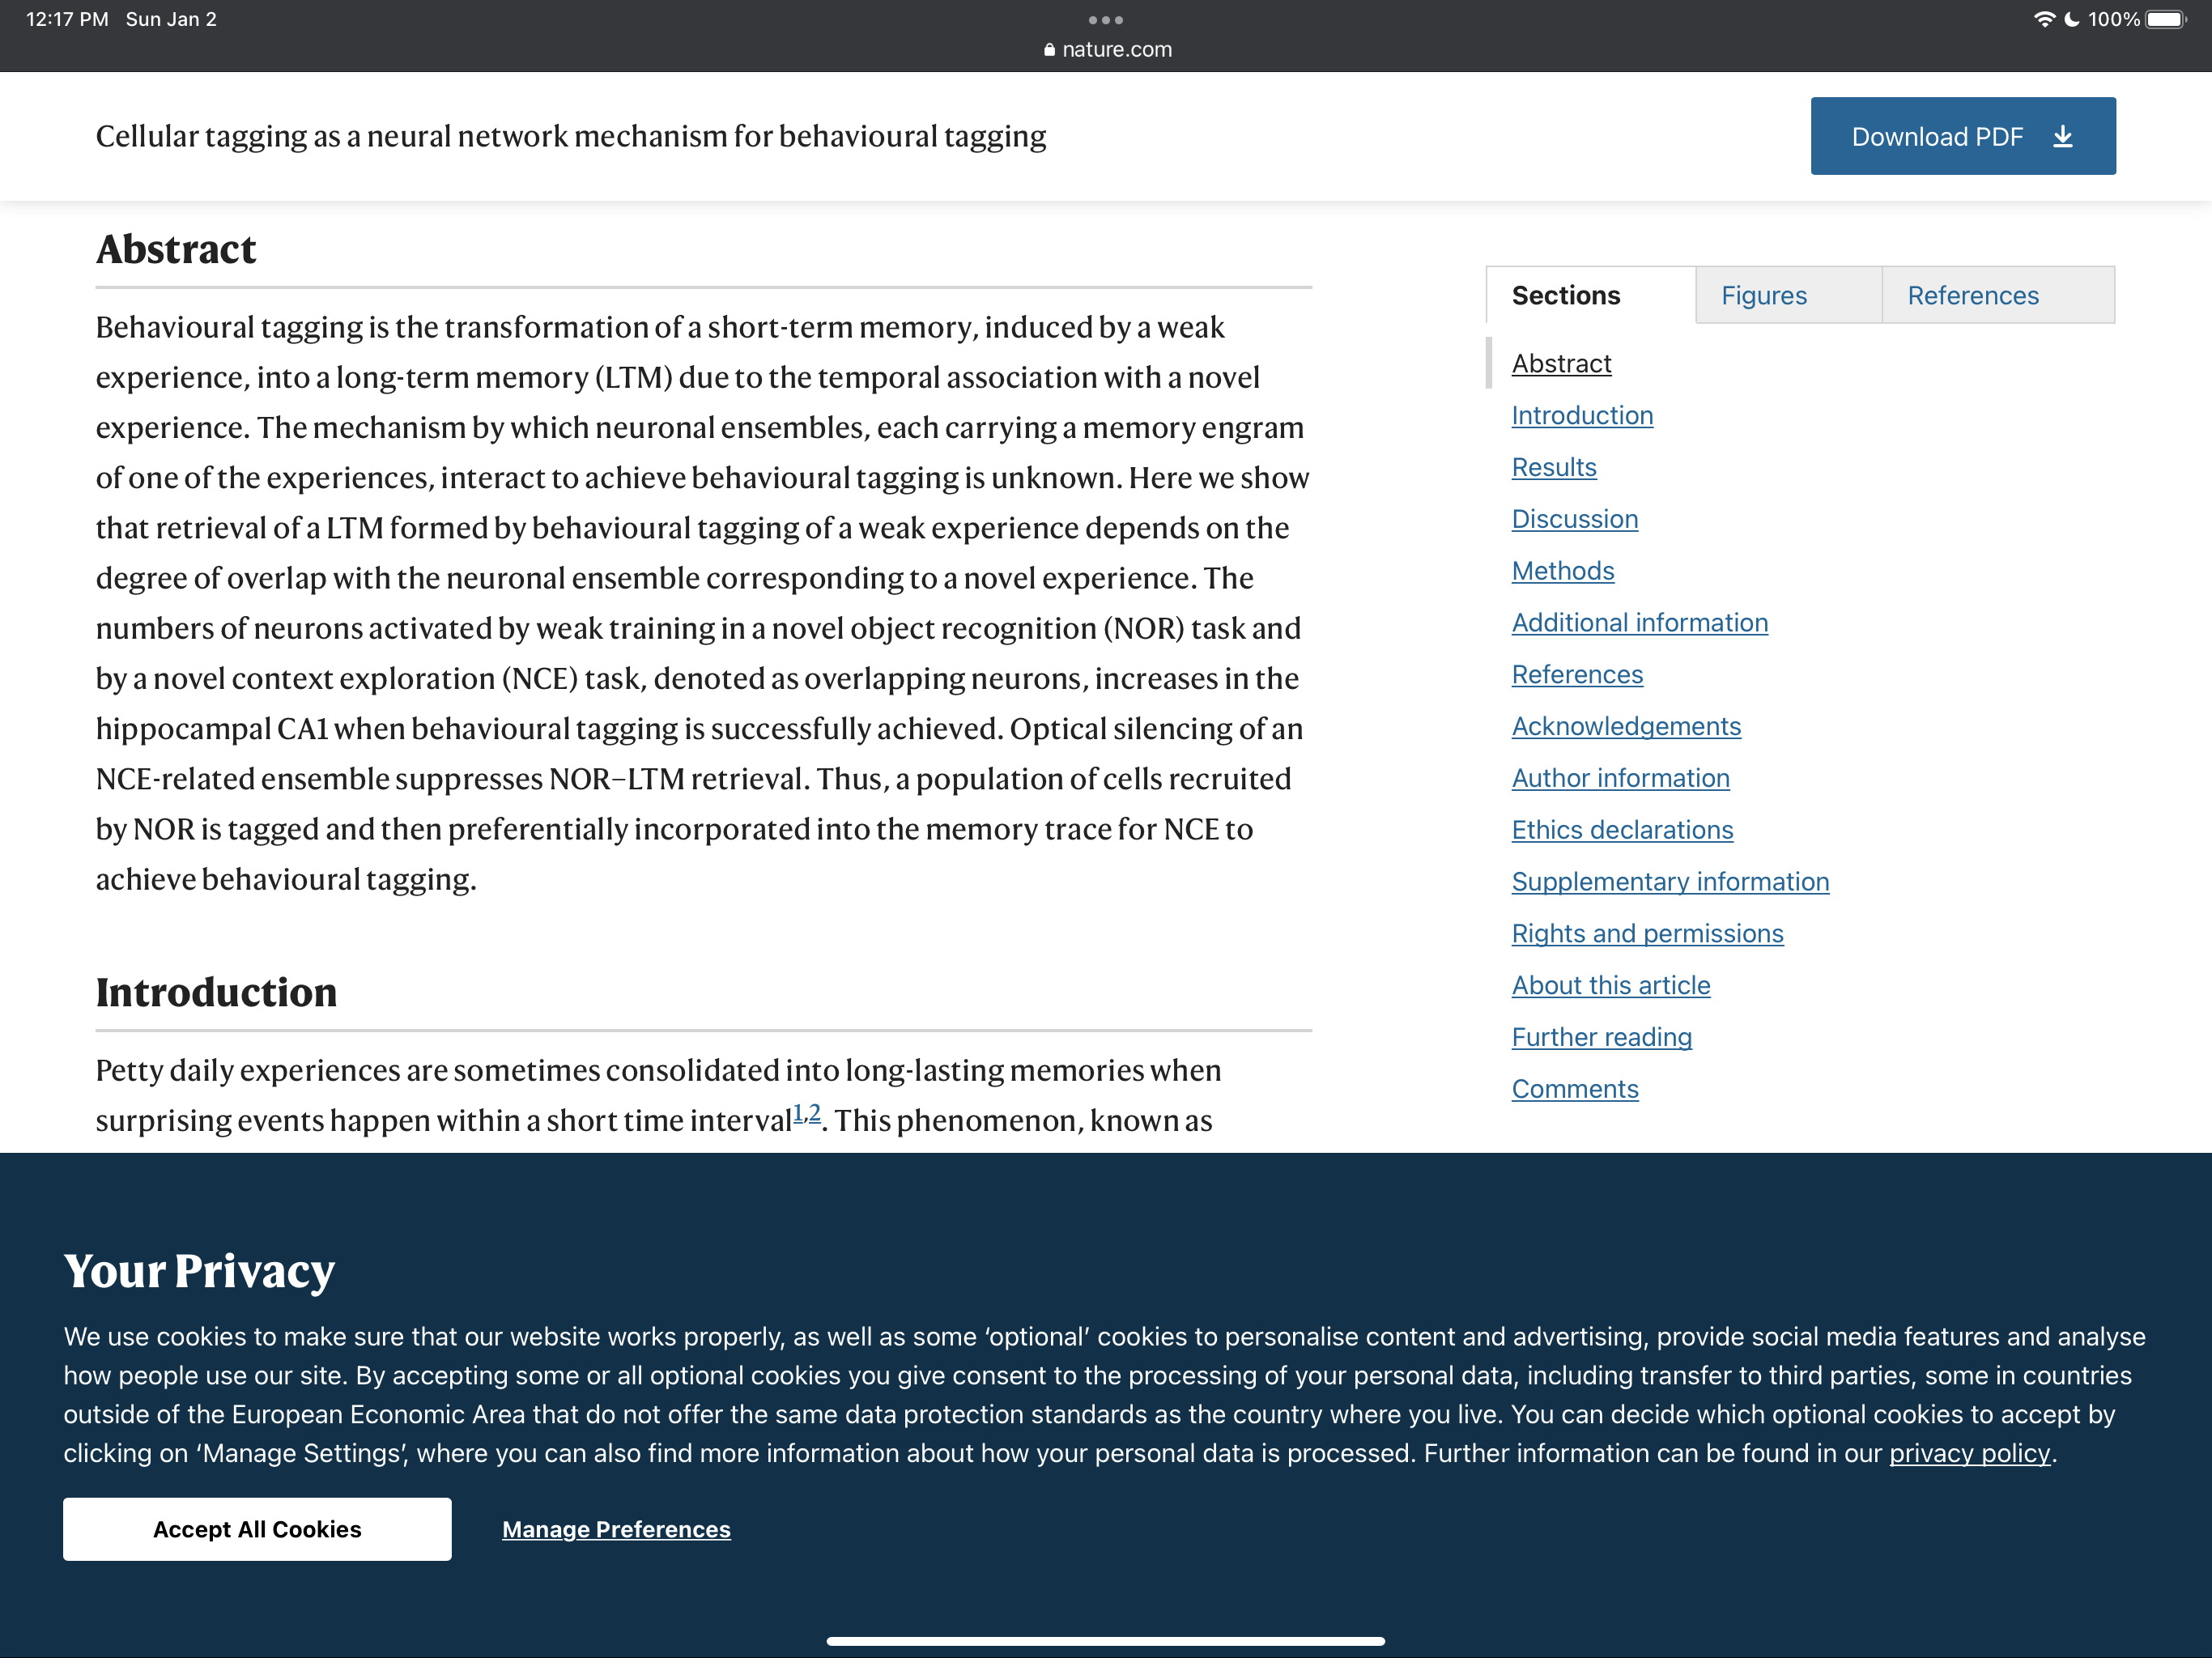 12:17 PM Sun Jan 2
100%
nature.com
Cellular tagging as a neural network mechanism for behavioural tagging
Download PDF
Abstract
Behavioural tagging is the transformation of a short-term memory, induced by a weak
experience, into a long-term memory (LTM) due to the temporal association with a novel
experience. The mechanism by which neuronal ensembles, each carrying a memory engram
of one of the experiences, interact to achieve behavioural tagging is unknown. Here we show
that retrieval of a LTM formed by behavioural tagging of a weak experience depends on the
degree of overlap with the neuronal ensemble corresponding to a novel experience. The
numbers of neurons activated by weak training in a novel object recognition (NOR) task and
by a novel context exploration (NCE) task, denoted as overlapping neurons, increases in the
hippocampal CA1 when behavioural tagging is successfully achieved. Optical silencing of an
NCE-related ensemble suppresses NOR–LTM retrieval. Thus, a population of cells recruited
by NOR is tagged and then preferentially incorporated into the memory trace for NCE to
achieve behavioural tagging.
Introduction
Petty daily experiences are sometimes consolidated into long-lasting memories when
surprising events happen within a short time interval1,2. This phenomenon, known as
Sections
Figures
References
Abstract
Introduction
Results
Discussion
Methods
Additional information
References
Acknowledgements
Author information
Ethics declarations
Supplementary information
Rights and permissions
About this article
Further reading
Comments
Your Privacy
We use cookies to make sure that our website works properly, as well as some ‘optional’ cookies to personalise content and advertising, provide social media features and analyse
how people use our site. By accepting some or all optional cookies you give consent to the processing of your personal data, including transfer to third parties, some in countries
outside of the European Economic Area that do not offer the same data protection standards as the country where you live. You can decide which optional cookies to accept by
clicking on ‘Manage Settings’, where you can also find more information about how your personal data is processed. Further information can be found in our privacy policy.
Accept All Cookies
Manage Preferences